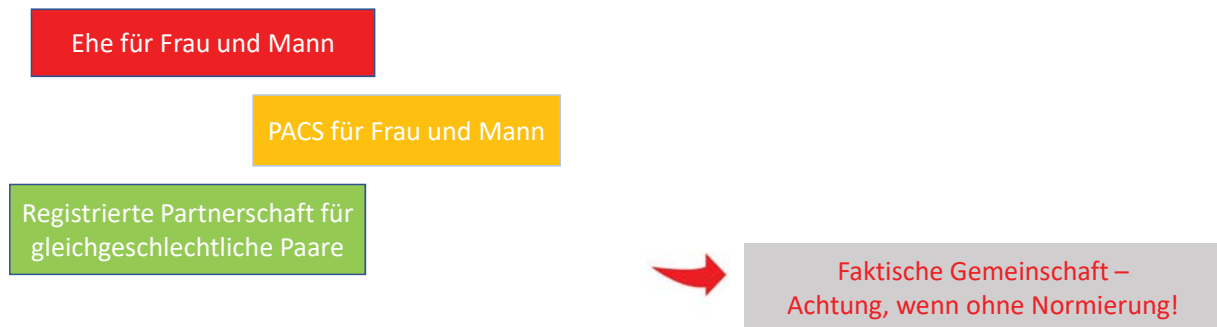 Ehe für Frau und Mann
PACS für Frau und Mann
Registrierte Partnerschaft für
gleichgeschlechtliche Paare
Faktische Gemeinschaft –
Achtung, wenn ohne Normierung!